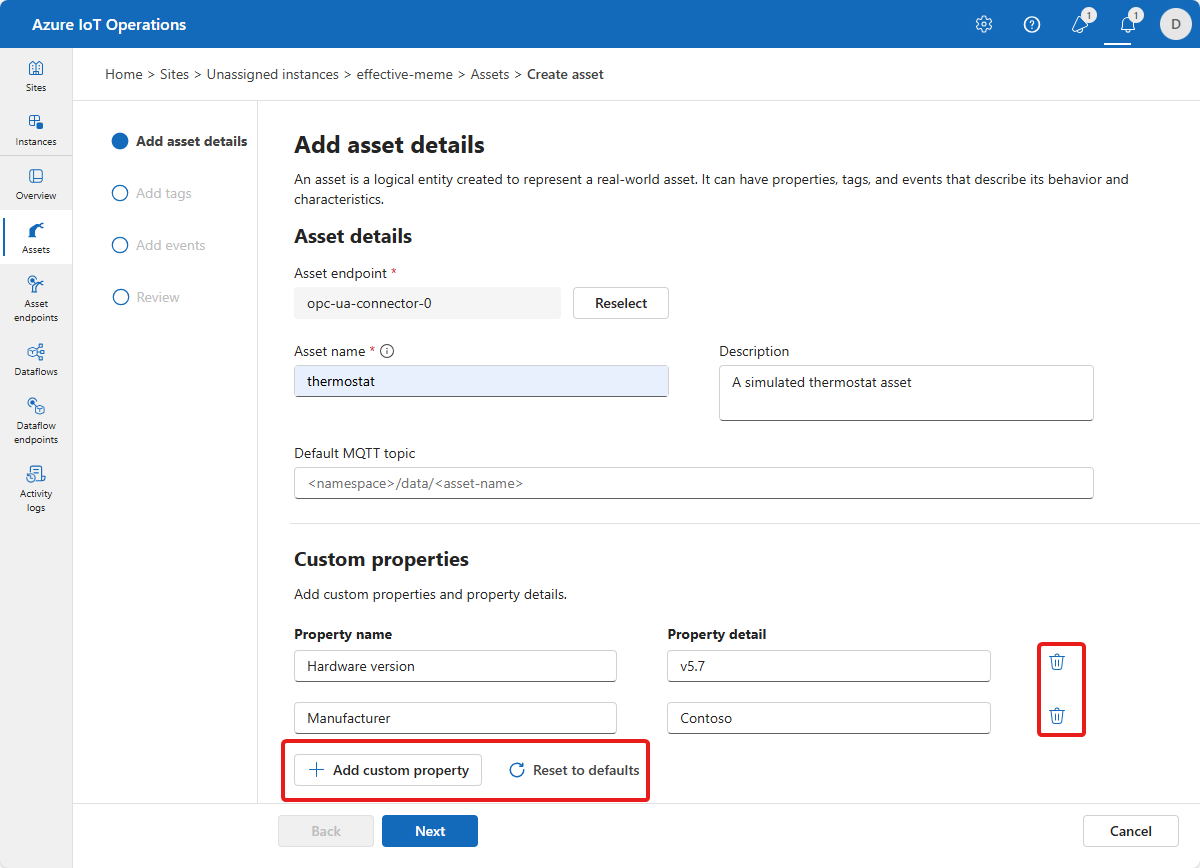 Azure IoT Operations
1
1
D
Sites
Instances
Overview
Assets
Asset
endpoints
Dataflows
Dataflow
endpoints
Activity
logs
Home > Sites > Unassigned instances > effective-meme > Assets > Create asset
Add asset details
Add tags
Add events
Review
Add asset details
An asset is a logical entity created to represent a real-world asset. It can have properties, tags, and events that describe its behavior and
characteristics.
Asset details
Asset endpoint *
opc-ua-connector-0
Reselect
Asset name *
thermostat
Description
A simulated thermostat asset
Default MQTT topic
<namespace>/data/<asset-name>
Custom properties
Add custom properties and property details.
Property name Property detail
Hardware version v5.7
Manufacturer Contoso
Add custom property Reset to defaults
Back Next Cancel